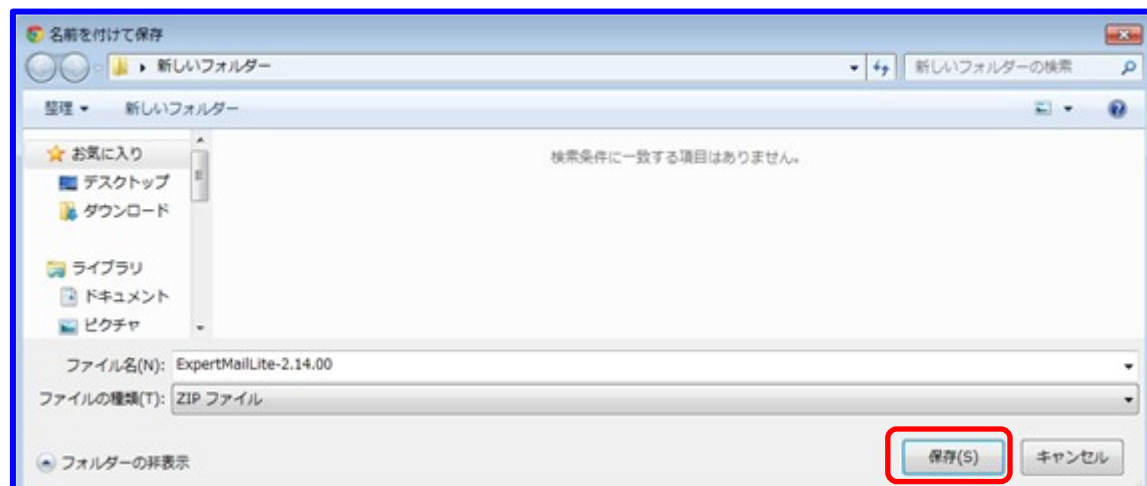 名前を付けて保存
新しいフォルダー
新しいフォルダーの検索
整理 新しいフォルダー
お気に入り
デスクトップ
ダウンロード
ライブラリ
ドキュメント
ピクチャ
検索条件に一致する項目はありません。
ファイル名(N): ExpertMailLite-2.14.00
ファイルの種類(T): ZIP ファイル
フォルダーの非表示
保存(S) キャンセル